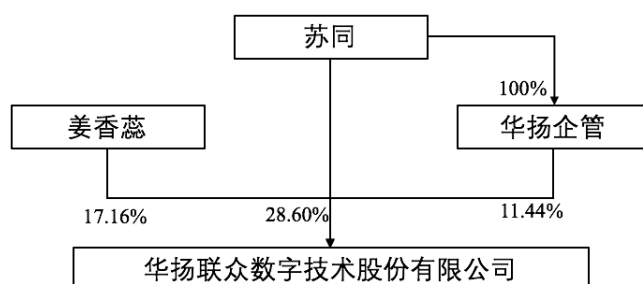 苏同
100%
姜香蕊
华扬企管
17.16%
28.60%
11.44%
华扬联众数字技术股份有限公司